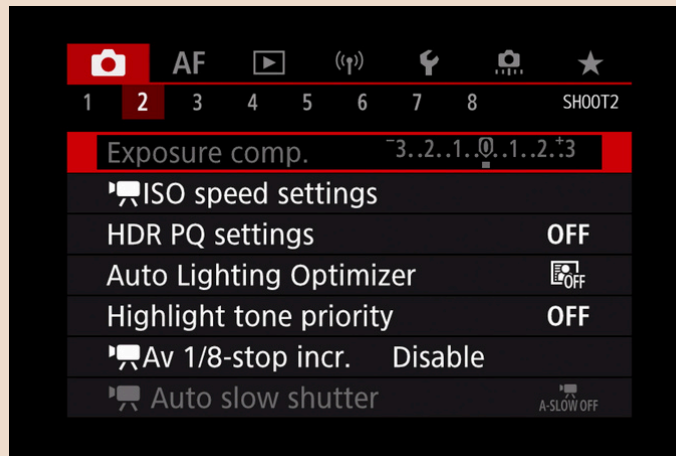 AF
1 2 3 4 5 6 7 8 SHOOT2
Exposure comp. -3..2..1..0..1..2.+3
ISO speed settings
HDR PQ settings OFF
Auto Lighting Optimizer OFF
Highlight tone priority OFF
Av 1/8-stop incr. Disable
Auto slow shutter A-SLOW OFF